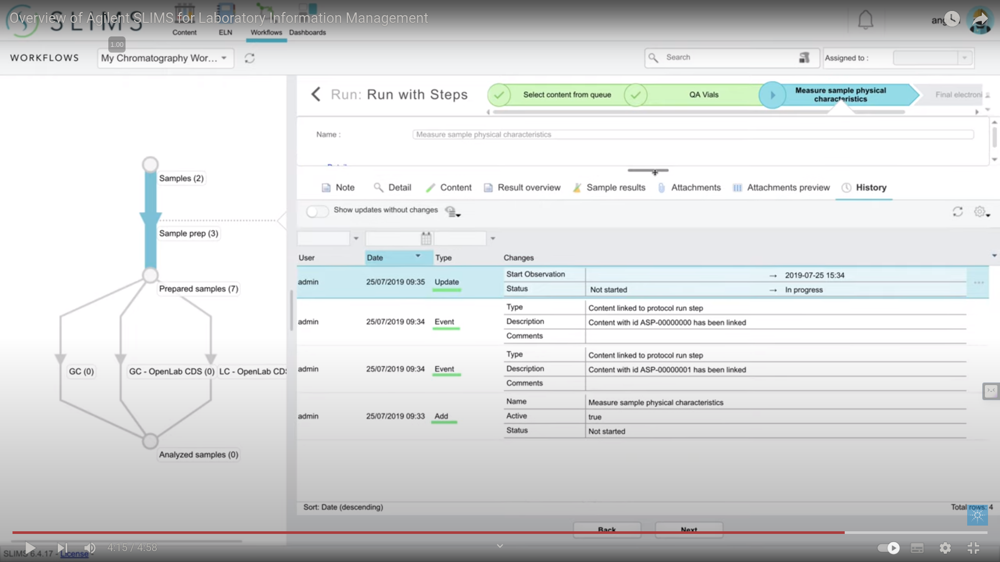 Overview of Agilent SLIMS for Laboratory Information Management
SLIMS
Content
ELN
Workflows
Dashboards
1.00
WORKFLOWS
My Chromatography Wor...
Search
Assigned to :
Run: Run with Steps
Select content from queue
QA Vials
Measure sample physical
characteristics
Final electroni
Name :
Measure sample physical characteristics
Note
Detail
Content
Result overview
Sample results
Attachments
Attachments preview
History
Show updates without changes
User
Date
Type
Changes
admin
25/07/2019 09:35
Update
Start Observation
→ 2019-07-25 15:34
Status
Not started → In progress
admin
25/07/2019 09:34
Event
Type
Content linked to protocol run step
Description
Content with id ASP-00000000 has been linked
Comments
admin
25/07/2019 09:34
Event
Type
Content linked to protocol run step
Description
Content with id ASP-00000001 has been linked
Comments
admin
25/07/2019 09:33
Add
Name
Measure sample physical characteristics
Active
true
Status
Not started
Samples (2)
Sample prep (3)
Prepared samples (7)
GC (0)
GC - OpenLab CDS (0)
LC - OpenLab CDS
Analyzed samples (0)
Sort: Date (descending)
Total rows: 4
Back
Next
4:15 / 4:58
SLIMS 6.4.17 - License -